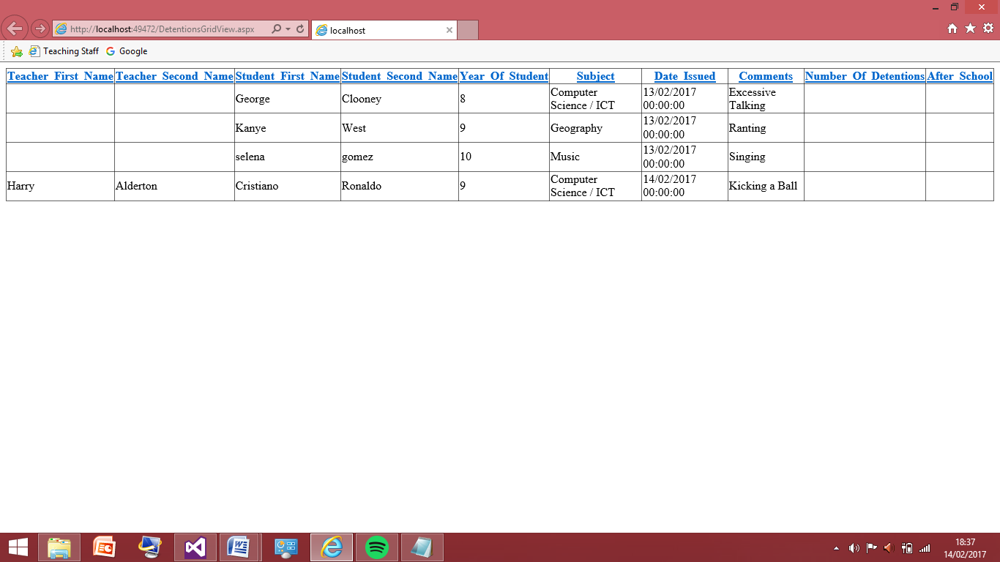 http://localhost:49472/DetentionsGridView.aspx
localhost
Teaching Staff Google
Teacher_First_Name Teacher_Second_Name Student_First_Name Student_Second_Name Year_Of_Student Subject Date_Issued Comments Number_Of_Detentions After_School
George Clooney 8 Computer Science / ICT 13/02/2017 00:00:00 Excessive Talking
Kanye West 9 Geography 13/02/2017 00:00:00 Ranting
selena gomez 10 Music 13/02/2017 00:00:00 Singing
Harry Alderton Cristiano Ronaldo 9 Computer Science / ICT 14/02/2017 00:00:00 Kicking a Ball
18:37
14/02/2017